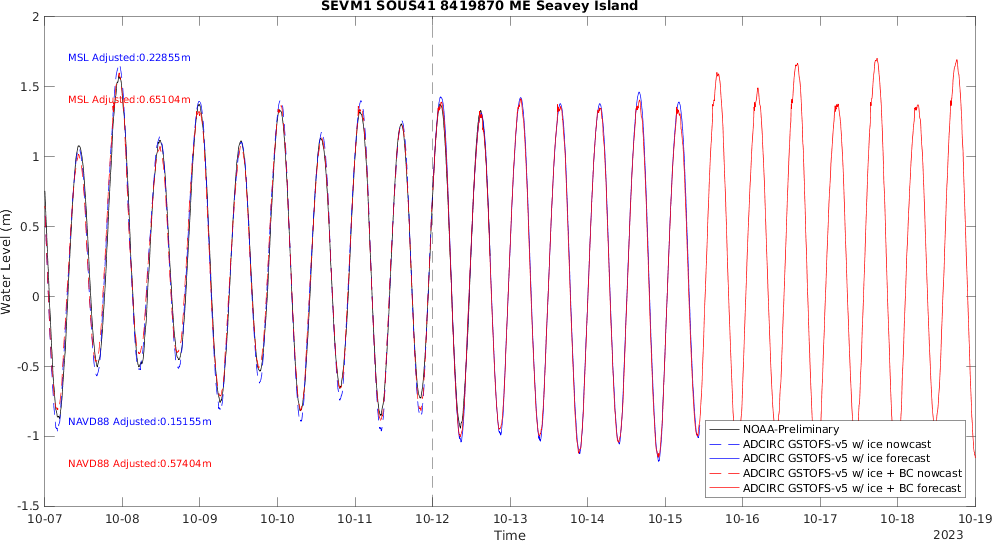 SEVM1 SOUS41 8419870 ME Seavey Island
2
MSL Adjusted:0.22855m
1.5
MSL Adjusted:0.65104m
1
0.5
Water Level (m)
0
-0.5
NAVD88 Adjusted:0.15155m
-1
NAVD88 Adjusted:0.57404m
-1.5
NOAA-Preliminary
ADCIRC GSTOFS-v5 w/ ice nowcast
ADCIRC GSTOFS-v5 w/ ice forecast
ADCIRC GSTOFS-v5 w/ ice + BC nowcast
ADCIRC GSTOFS-v5 w/ ice + BC forecast
10-07 10-08 10-09 10-10 10-11 10-12 10-13 10-14 10-15 10-16 10-17 10-18 10-19
Time
2023